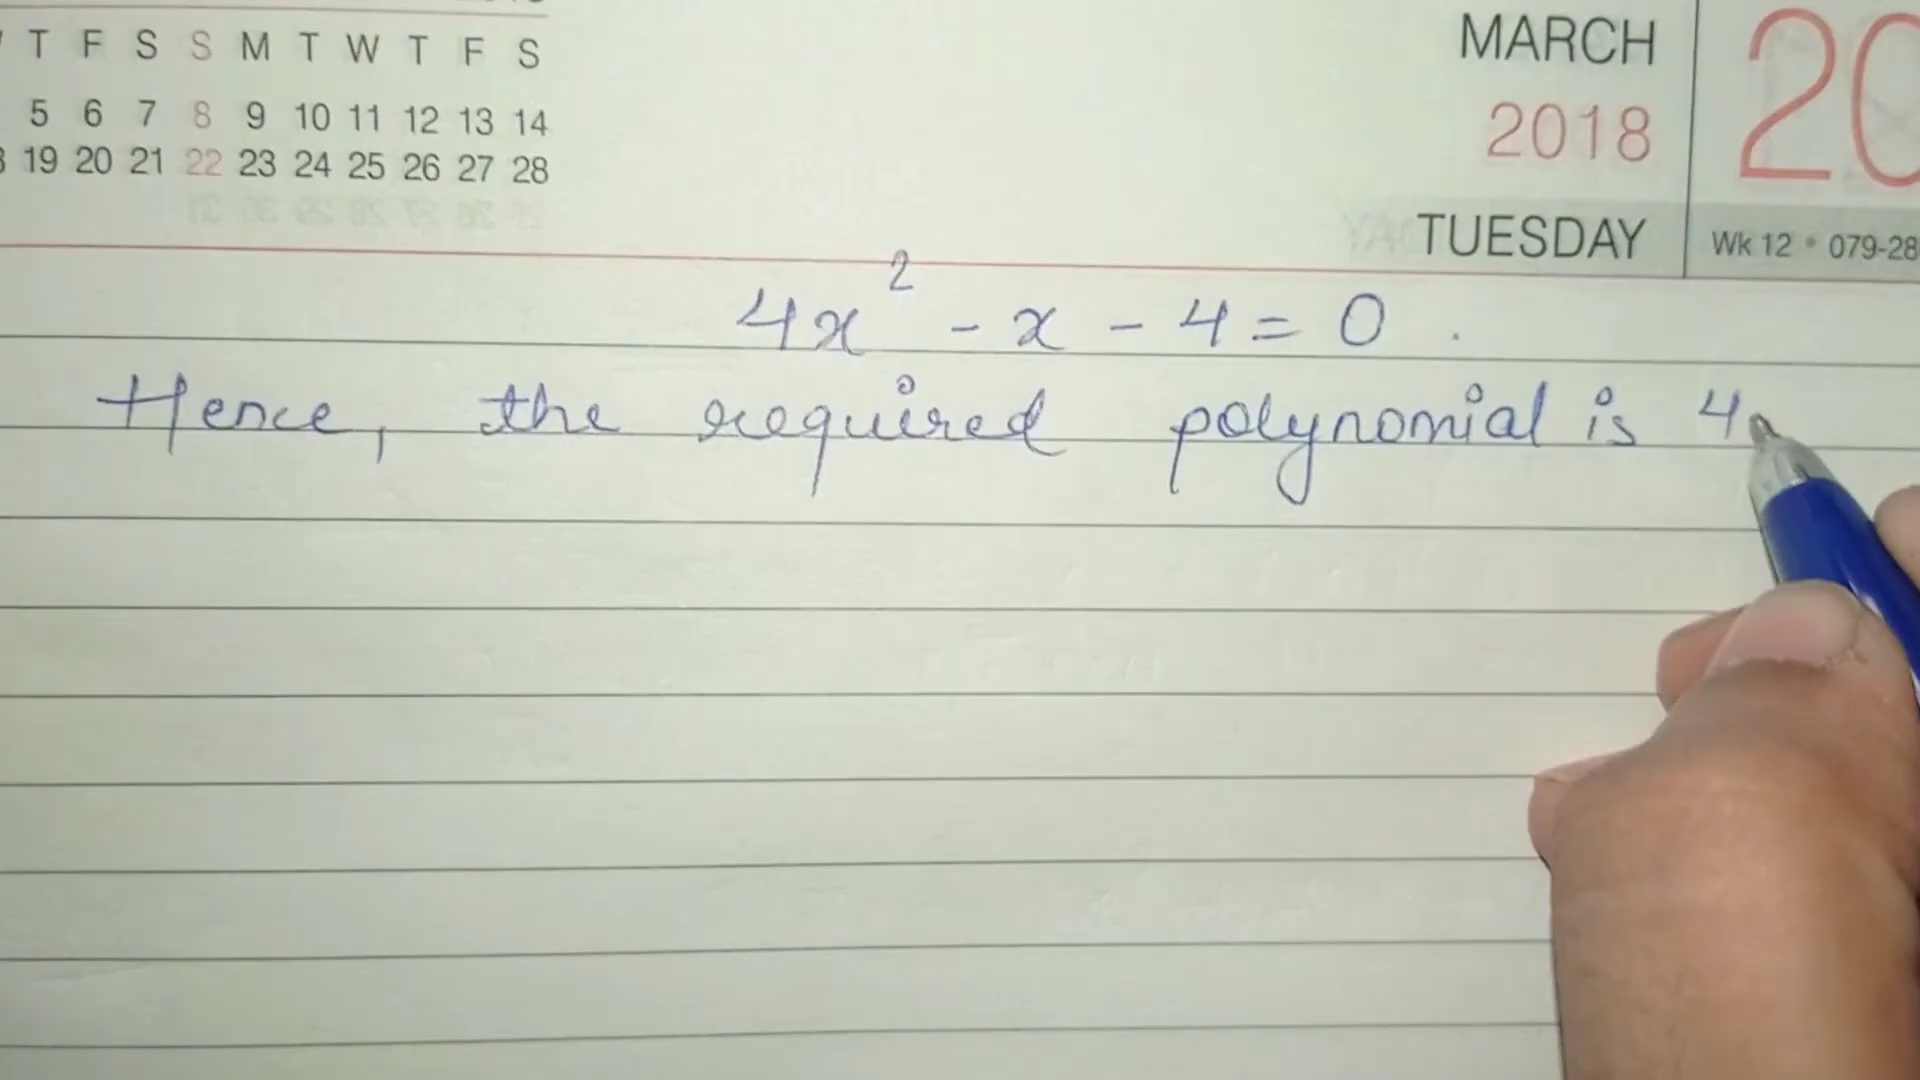 T F S S M T W T F S
5 6 7 8 9 10 11 12 13 14
19 20 21 22 23 24 25 26 27 28
MARCH
2018
TUESDAY
20
Wk 12 • 079-28
4x² - x - 4 = 0 .
Hence, the required polynomial is 4